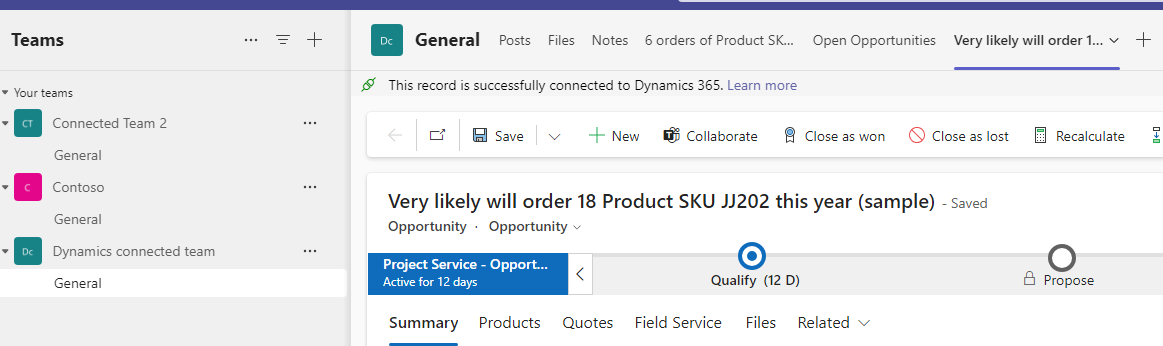 Teams
Your teams
CT Connected Team 2
General
C Contoso
General
Dc Dynamics connected team
General
Dc General Posts Files Notes 6 orders of Product SK... Open Opportunities Very likely will order 1...
This record is successfully connected to Dynamics 365. Learn more
Save New Collaborate Close as won Close as lost Recalculate
Very likely will order 18 Product SKU JJ202 this year (sample) - Saved
Opportunity · Opportunity
Project Service - Opport...
Active for 12 days
Qualify (12 D) Propose
Summary Products Quotes Field Service Files Related